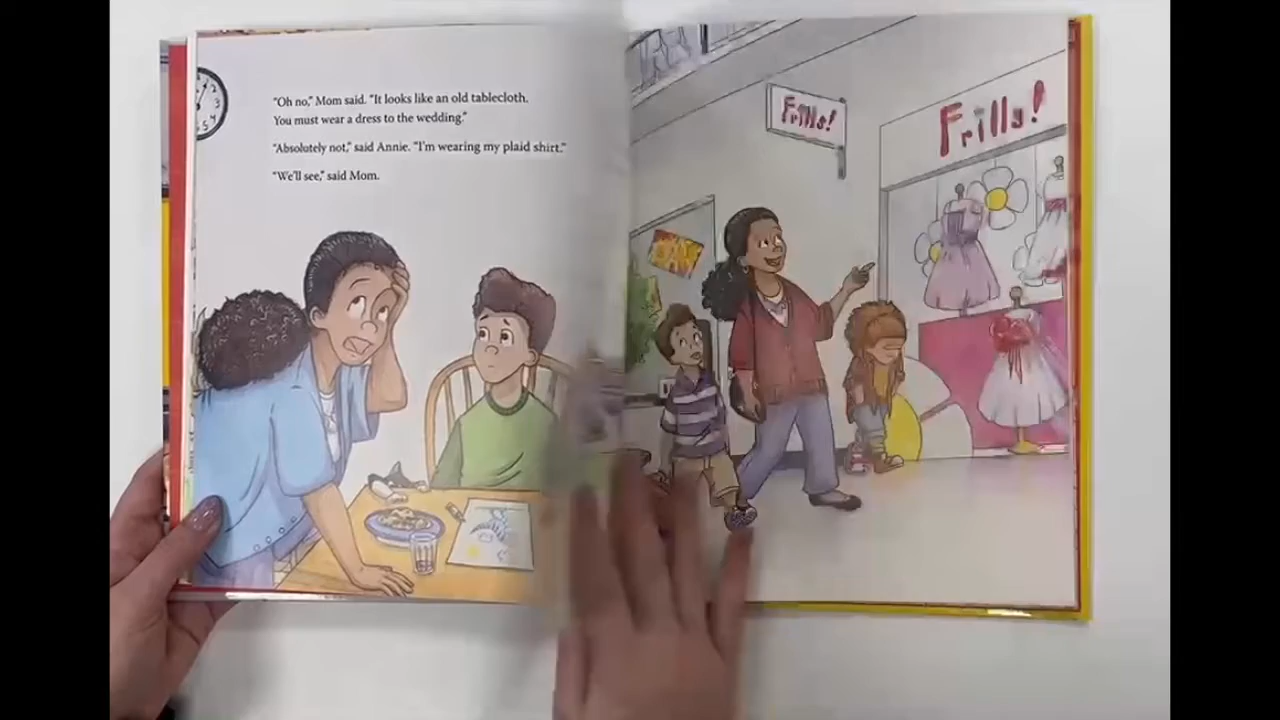 "Oh no," Mom said. "It looks like an old tablecloth.
You must wear a dress to the wedding."
"Absolutely not," said Annie. "I'm wearing my plaid shirt."
"We'll see," said Mom.
Frills!
Frills!